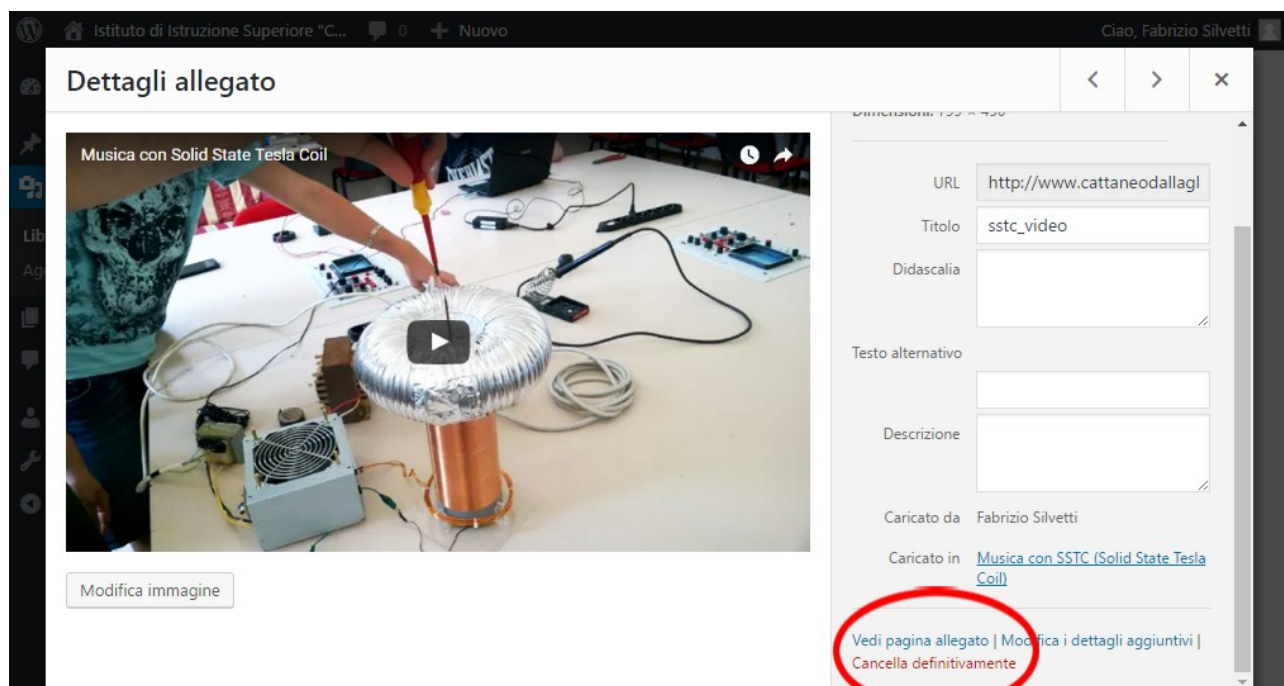 Istituto di Istruzione Superiore "C... 0 + Nuovo
Ciao, Fabrizio Silvetti
Dettagli allegato
Musica con Solid State Tesla Coil
Modifica immagine
URL http://www.cattaneodallagl
Titolo sstc_video
Didascalia
Testo alternativo
Descrizione
Caricato da Fabrizio Silvetti
Caricato in Musica con SSTC (Solid State Tesla
Coil)
Vedi pagina allegato | Modifica i dettagli aggiuntivi |
Cancella definitivamente